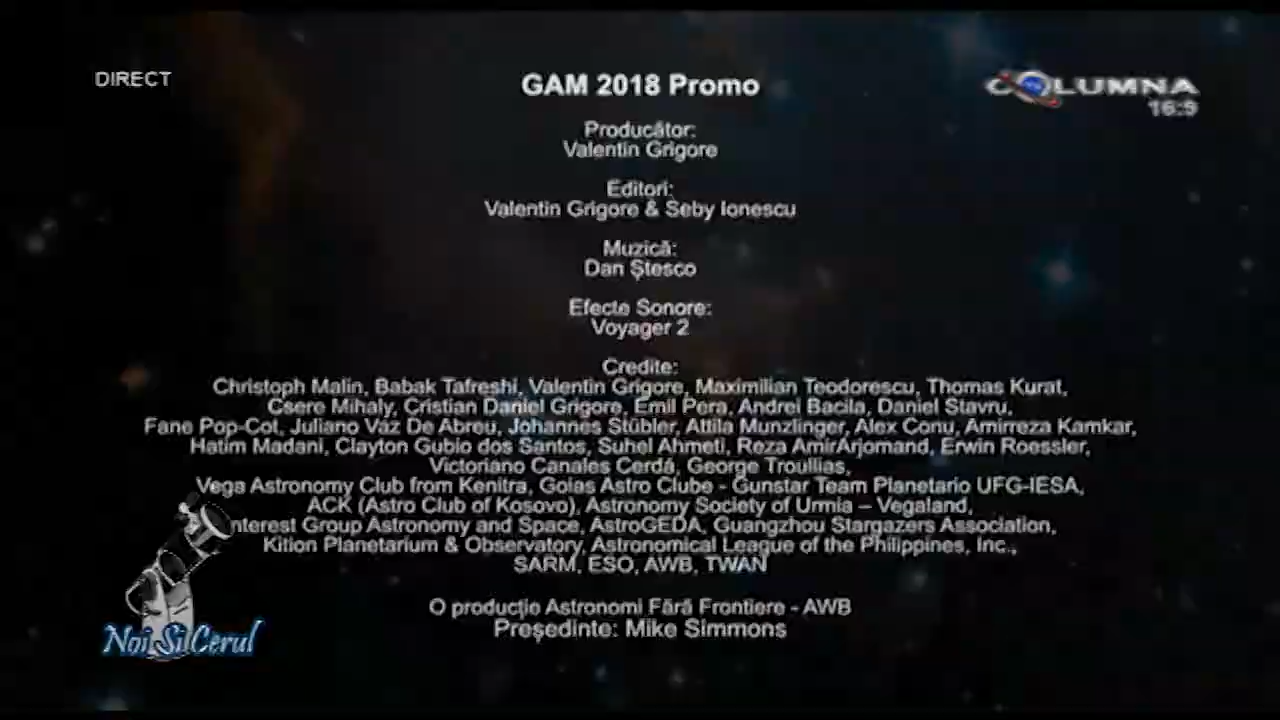 DIRECT
GAM 2018 Promo
COLUMNA
16:9
Producător:
Valentin Grigore
Editori:
Valentin Grigore & Seby Ionescu
Muzică:
Dan Ștesco
Efecte Sonore:
Voyager 2
Credite:
Christoph Malin, Babak Tafreshi, Valentin Grigore, Maximilian Teodorescu, Thomas Kurat,
Csere Mihaly, Cristian Daniel Grigore, Emil Pera, Andrei Bacila, Daniel Stavru,
Fane Pop-Cot, Juliano Vaz De Abreu, Johannes Stübler, Attila Munzlinger, Alex Conu, Amirreza Kamkar,
Hatim Madani, Clayton Gubio dos Santos, Suhel Ahmeti, Reza AmirArjomand, Erwin Roessler,
Victoriano Canales Cerdá, George Troullias,
Vega Astronomy Club from Kenitra, Goias Astro Clube - Gunstar Team Planetario UFG-IESA,
ACK (Astro Club of Kosovo), Astronomy Society of Urmia – Vegaland,
Interest Group Astronomy and Space, AstroGEDA, Guangzhou Stargazers Association,
Kition Planetarium & Observatory, Astronomical League of the Philippines, Inc.,
SARM, ESO, AWB, TWAN
O producție Astronomi Fără Frontiere - AWB
Președinte: Mike Simmons
Noi Si Cerul